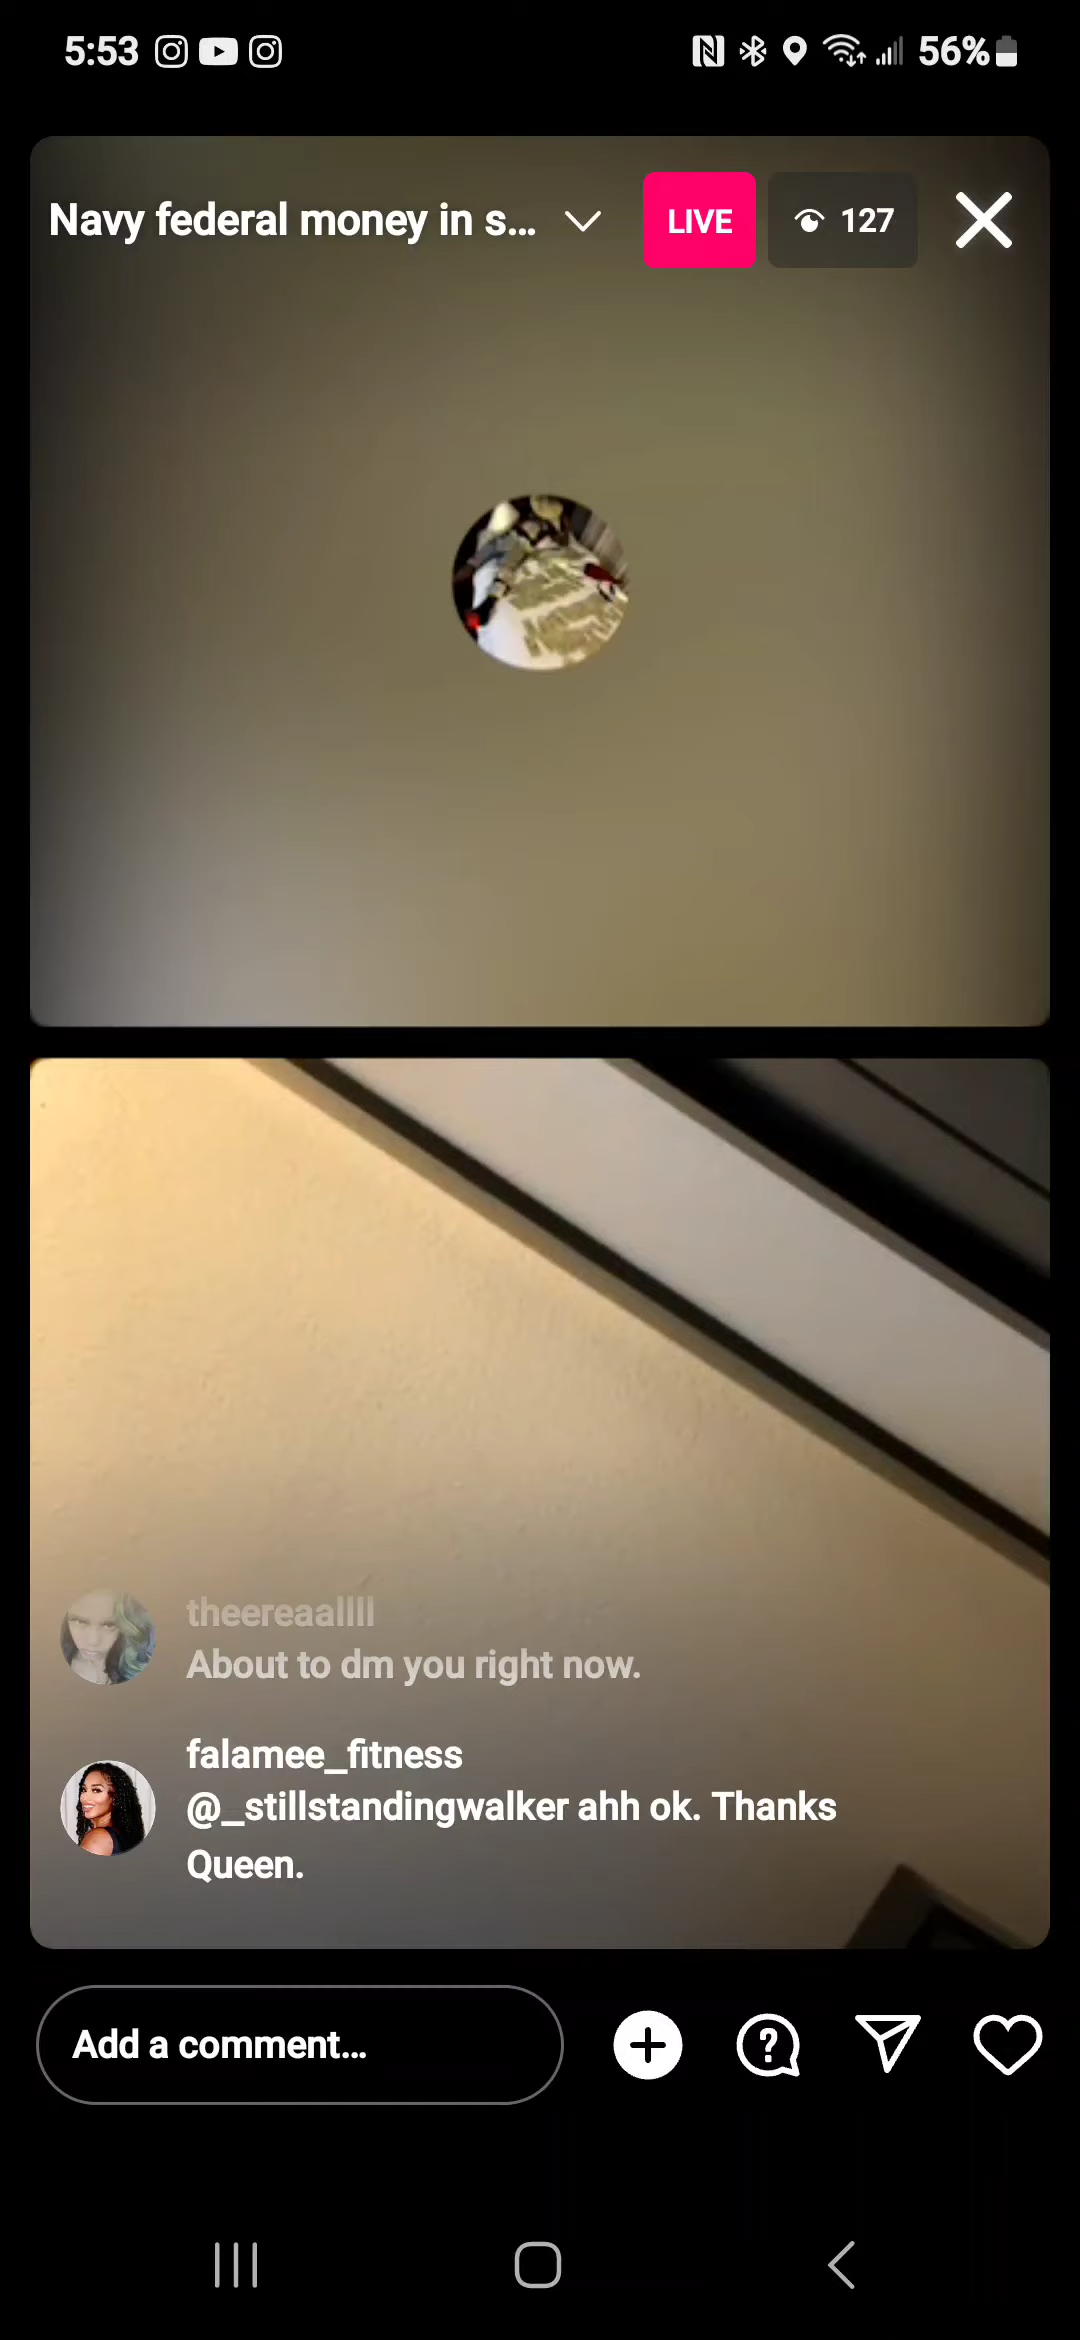 5:53 56%
Navy federal money in s... LIVE 127
theereaallll
About to dm you right now.
falamee_fitness
@_stillstandingwalker ahh ok. Thanks
Queen.
Add a comment...